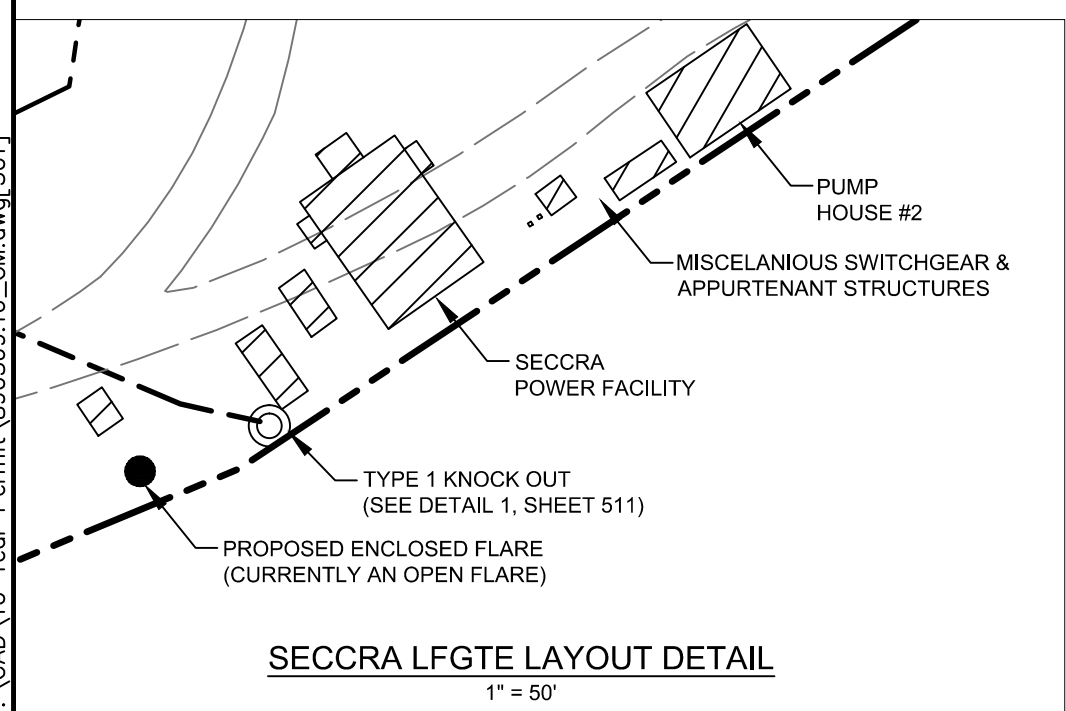 PUMP
HOUSE #2
MISCELANIOUS SWITCHGEAR &
APPURTENANT STRUCTURES
SECCRA
POWER FACILITY
TYPE 1 KNOCK OUT
(SEE DETAIL 1, SHEET 511)
PROPOSED ENCLOSED FLARE
(CURRENTLY AN OPEN FLARE)
SECCRA LFGTE LAYOUT DETAIL
1" = 50'